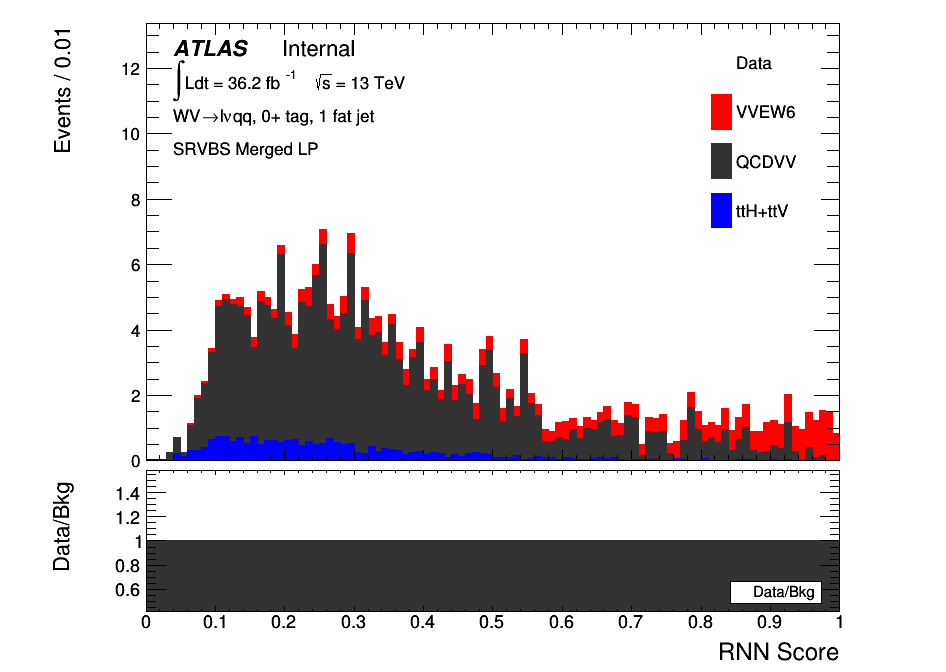 ATLAS Internal
∫Ldt = 36.2 fb⁻¹ √s = 13 TeV
WV→lνqq, 0+ tag, 1 fat jet
SRVBS Merged LP
Data
VVEW6
QCDVV
ttH+ttV
Events / 0.01
12
10
8
6
4
2
0
Data/Bkg
1.4
1.2
1
0.8
0.6
Data/Bkg
0 0.1 0.2 0.3 0.4 0.5 0.6 0.7 0.8 0.9 1
RNN Score